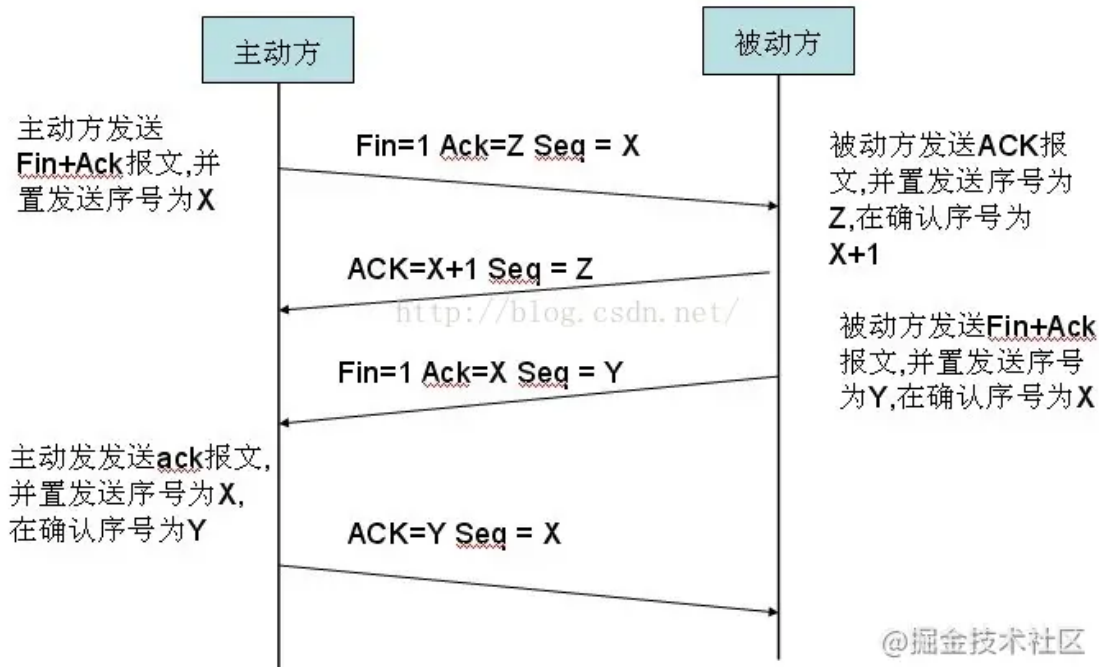 主动方
被动方
主动方发送
Fin+Ack报文,并
置发送序号为X
Fin=1 Ack=Z Seq = X
被动方发送ACK报
文,并置发送序号为
Z,在确认序号为
X+1
ACK=X+1 Seq = Z
http://blog.csdn.net/
被动方发送Fin+Ack
报文,并置发送序号
为Y,在确认序号为X
Fin=1 Ack=X Seq = Y
主动发发送ack报文,
并置发送序号为X,
在确认序号为Y
ACK=Y Seq = X
@掘金技术社区